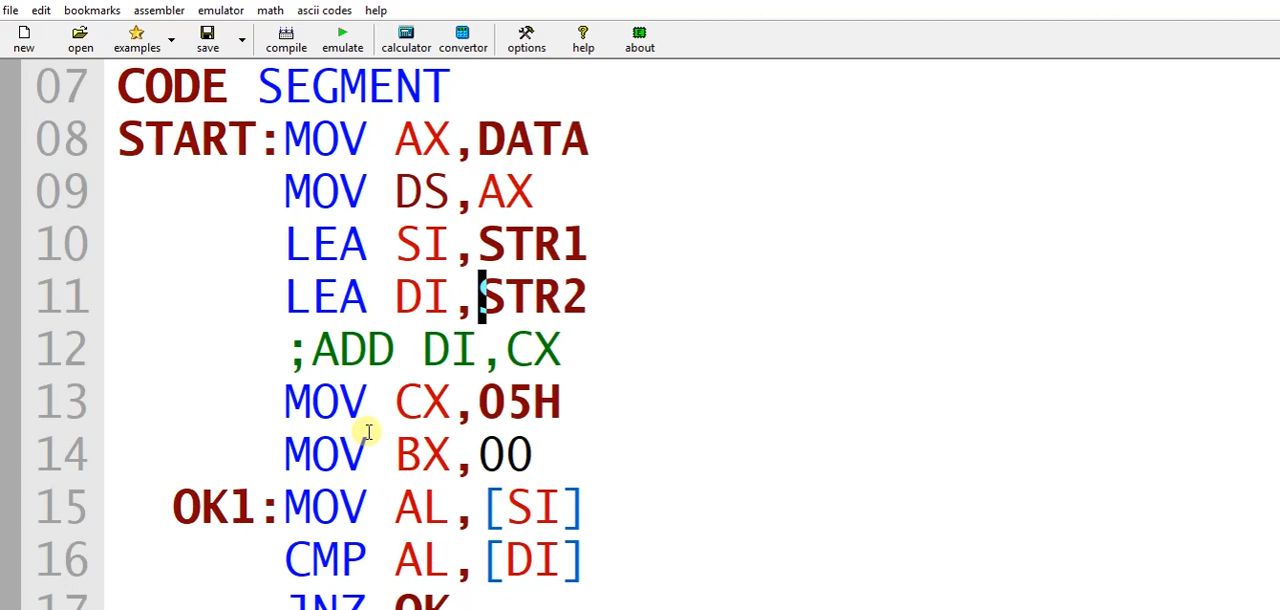 file edit bookmarks assembler emulator math ascii codes help
new open examples save compile emulate calculator convertor options help about
07 CODE SEGMENT
08 START:MOV AX,DATA
09 MOV DS,AX
10 LEA SI,STR1
11 LEA DI,STR2
12 ;ADD DI,CX
13 MOV CX,05H
14 MOV BX,00
15 OK1:MOV AL,[SI]
16 CMP AL,[DI]
17 JNZ OK